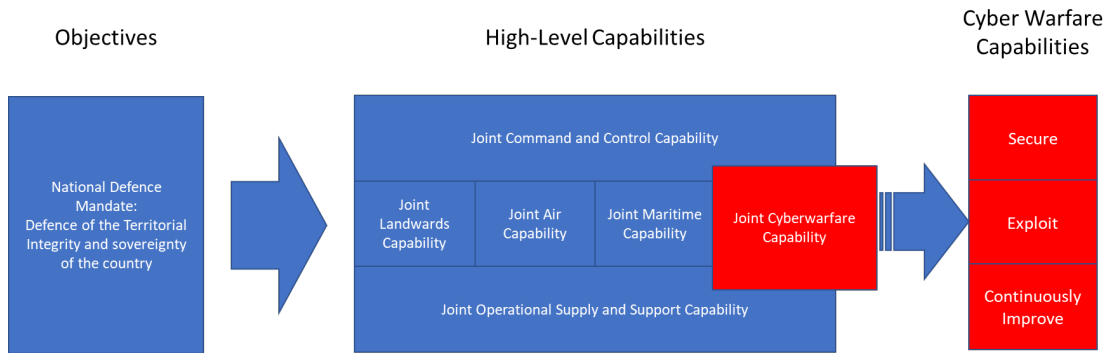 Objectives
High-Level Capabilities
Cyber Warfare
Capabilities
National Defence
Mandate:
Defence of the Territorial
Integrity and sovereignty
of the country
Joint Command and Control Capability
Joint
Landwards
Capability
Joint Air
Capability
Joint Maritime
Capability
Joint Cyberwarfare
Capability
Joint Operational Supply and Support Capability
Secure
Exploit
Continuously
Improve